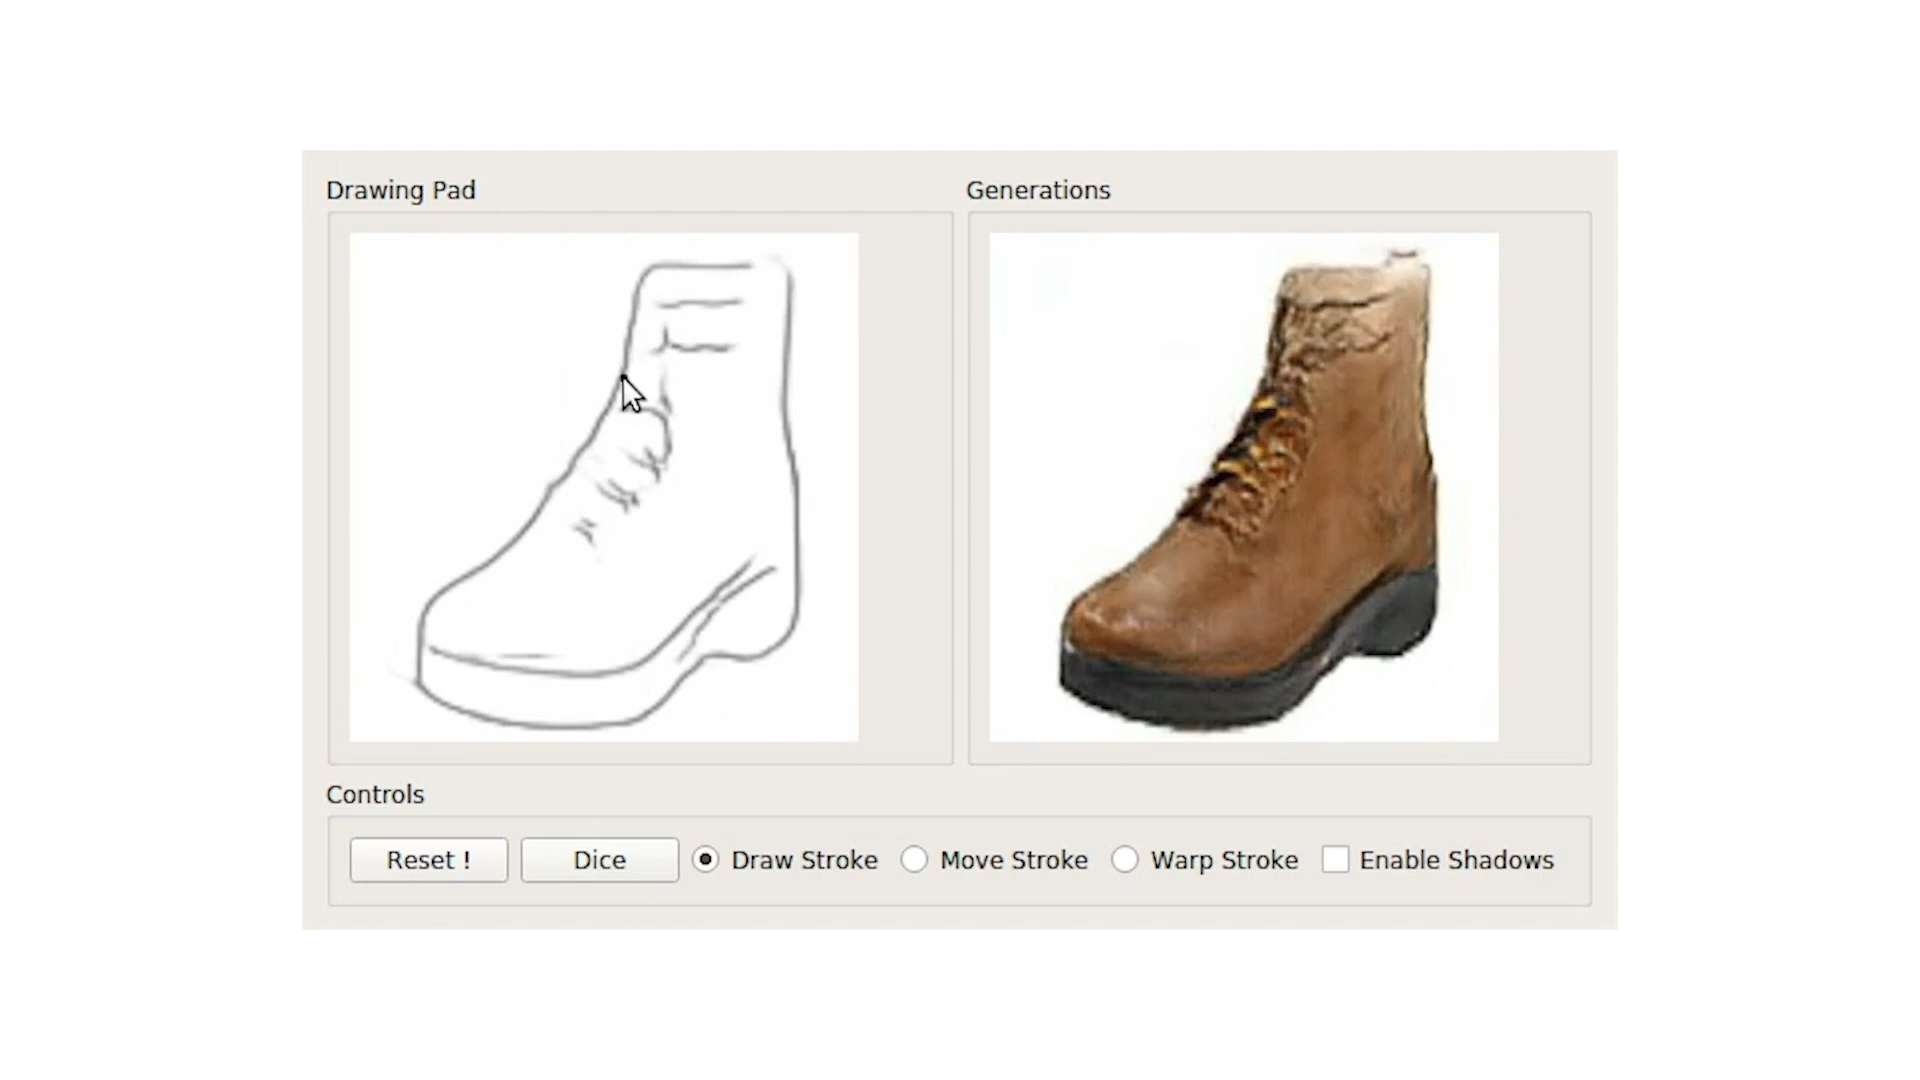 Drawing Pad
Generations
Controls
Reset !
Dice
Draw Stroke
Move Stroke
Warp Stroke
Enable Shadows